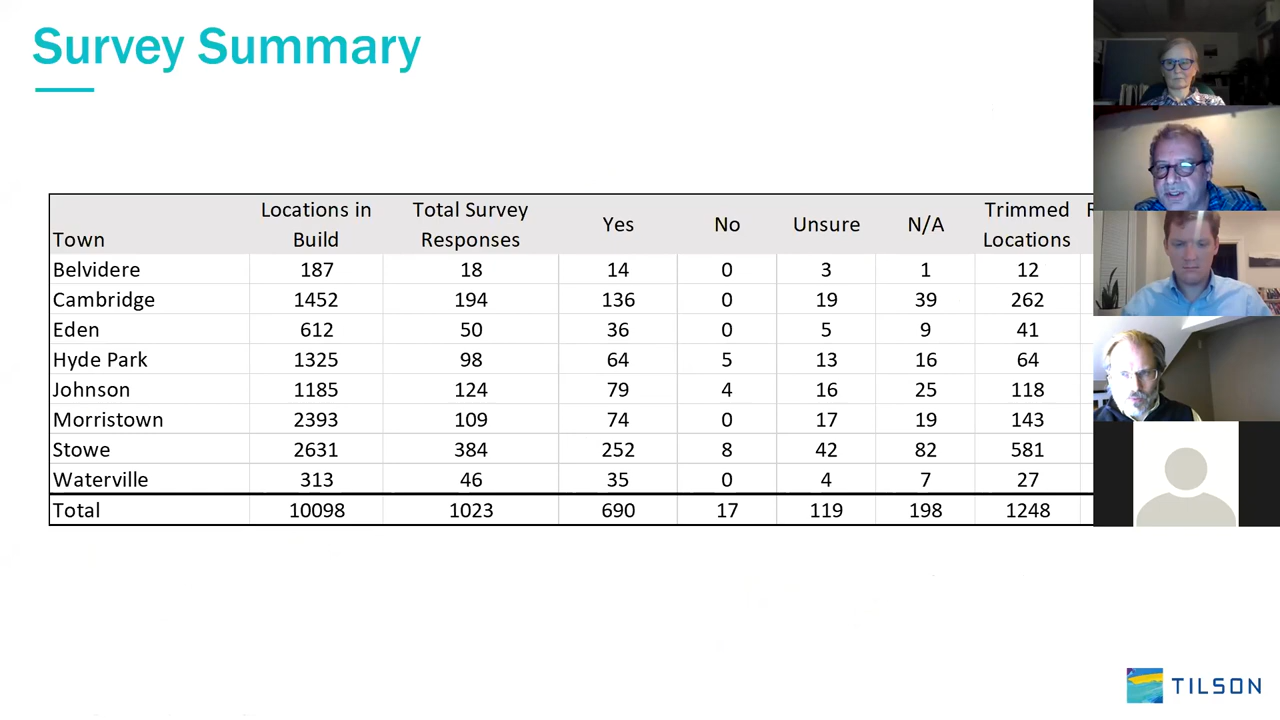 Survey Summary
Town Locations in Build Total Survey Responses Yes No Unsure N/A Trimmed Locations
Belvidere 187 18 14 0 3 1 12
Cambridge 1452 194 136 0 19 39 262
Eden 612 50 36 0 5 9 41
Hyde Park 1325 98 64 5 13 16 64
Johnson 1185 124 79 4 16 25 118
Morristown 2393 109 74 0 17 19 143
Stowe 2631 384 252 8 42 82 581
Waterville 313 46 35 0 4 7 27
Total 10098 1023 690 17 119 198 1248
TILSON